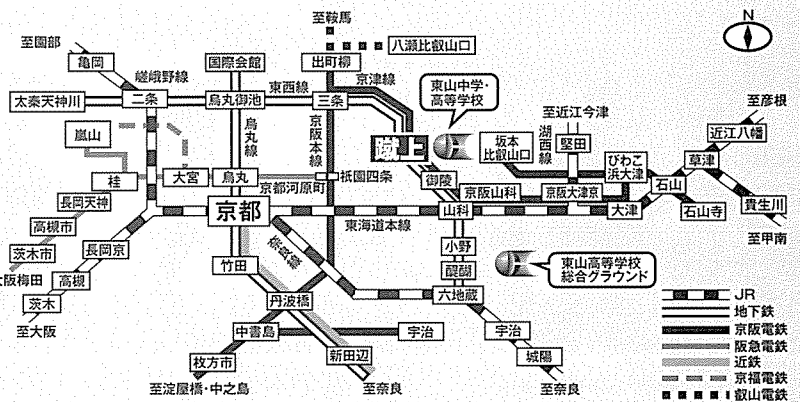 至鞍馬
N
八瀬比叡山口
至園部
亀岡
嵯峨野線
国際会館
出町柳
京津線
東山中学・
高等学校
太秦天神川
二条
烏丸御池
東西線
三条
至近江今津
至彦根
近江八幡
嵐山
烏丸線
京阪本線
蹴上
坂本
比叡山口
湖西線
堅田
びわこ
浜大津
草津
桂
大宮
烏丸
祇園四条
京都河原町
御陵
京阪山科
京阪大津京
石山
長岡天神
京都
東海道本線
山科
大津
石山寺
貴生川
高槻市
至甲南
茨木市
長岡京
奈良線
小野
大阪梅田
高槻
竹田
醍醐
東山高等学校
総合グラウンド
茨木
丹波橋
六地蔵
至大阪
中書島
宇治
宇治
枚方市
新田辺
城陽
至淀屋橋・中之島
至奈良
至奈良
JR
地下鉄
京阪電鉄
阪急電鉄
近鉄
京福電鉄
叡山電鉄